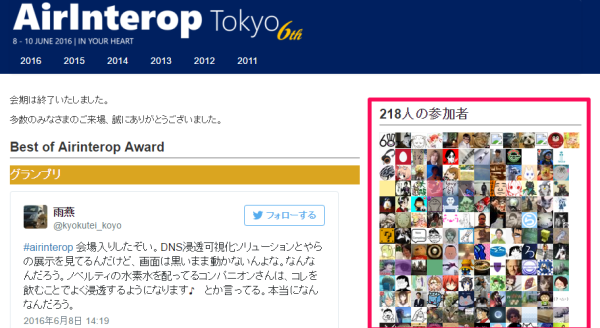 AirInterop Tokyo 6th
8 - 10 JUNE 2016 | IN YOUR HEART
2016 2015 2014 2013 2012 2011
会期は終了いたしました。
多数のみなさまのご来場、誠にありがとうございました。
Best of Airinterop Award
グランプリ
雨燕
@kyokutei_koyo
フォローする
#airinterop 会場入りしたぞい。DNS浸透可視化ソリューションとやら
の展示を見てるんだけど、画面は黒いまま動かないんよな。なんな
んだろう。ノベルティの水素水を配ってるコンパニオンさんは、コレを
飲むことでよく浸透するようになります♪ とか言ってる。本当になん
なんだろう。
2016年6月8日 14:19
218人の参加者